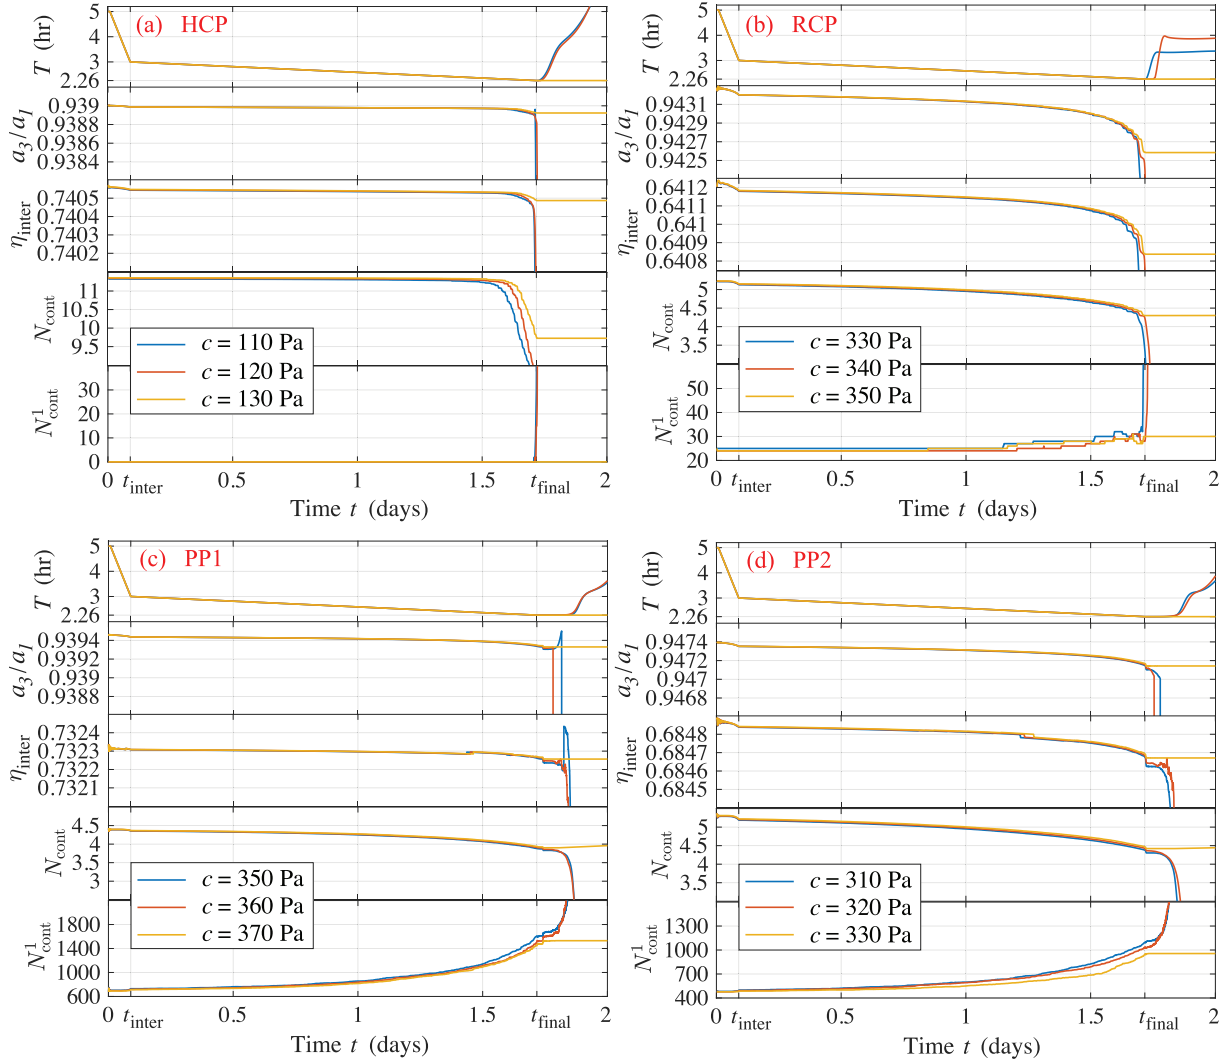 (a) HCP
T (hr)
5
4
3
2.26
a3/a1
0.939
0.9388
0.9386
0.9384
ηinter
0.7405
0.7404
0.7403
0.7402
Ncont
11
10.5
10
9.5
N1cont
30
20
10
0
c = 110 Pa
c = 120 Pa
c = 130 Pa
0 tinter 0.5 1 1.5 tfinal 2
Time t (days)
(b) RCP
T (hr)
5
4
3
2.26
a3/a1
0.9431
0.9429
0.9427
0.9425
ηinter
0.6412
0.6411
0.641
0.6409
0.6408
Ncont
5
4.5
4
3.5
N1cont
50
40
30
20
c = 330 Pa
c = 340 Pa
c = 350 Pa
0 tinter 0.5 1 1.5 tfinal 2
Time t (days)
(c) PP1
T (hr)
5
4
3
2.26
a3/a1
0.9394
0.9392
0.939
0.9388
ηinter
0.7324
0.7323
0.7322
0.7321
Ncont
4.5
4
3.5
3
N1cont
1800
1400
1000
600
c = 350 Pa
c = 360 Pa
c = 370 Pa
0 tinter 0.5 1 1.5 tfinal 2
Time t (days)
(d) PP2
T (hr)
5
4
3
2.26
a3/a1
0.9474
0.9472
0.947
0.9468
ηinter
0.6848
0.6847
0.6846
0.6845
Ncont
5
4.5
4
3.5
N1cont
1300
1000
700
400
c = 310 Pa
c = 320 Pa
c = 330 Pa
0 tinter 0.5 1 1.5 tfinal 2
Time t (days)